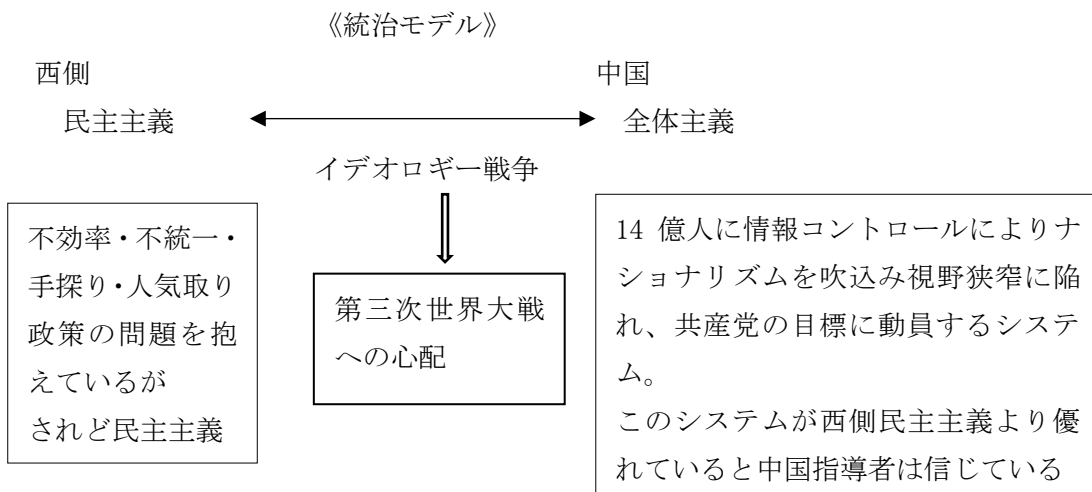 《統治モデル》
西側
中国
民主主義
全体主義
イデオロギー戦争
不効率・不統一・
手探り・人気取り
政策の問題を抱
えているが
されど民主主義
第三次世界大戦
への心配
14 億人に情報コントロールによりナ
ショナリズムを吹込み視野狭窄に陥
れ、共産党の目標に動員するシステ
ム。
このシステムが西側民主主義より優
れていると中国指導者は信じている